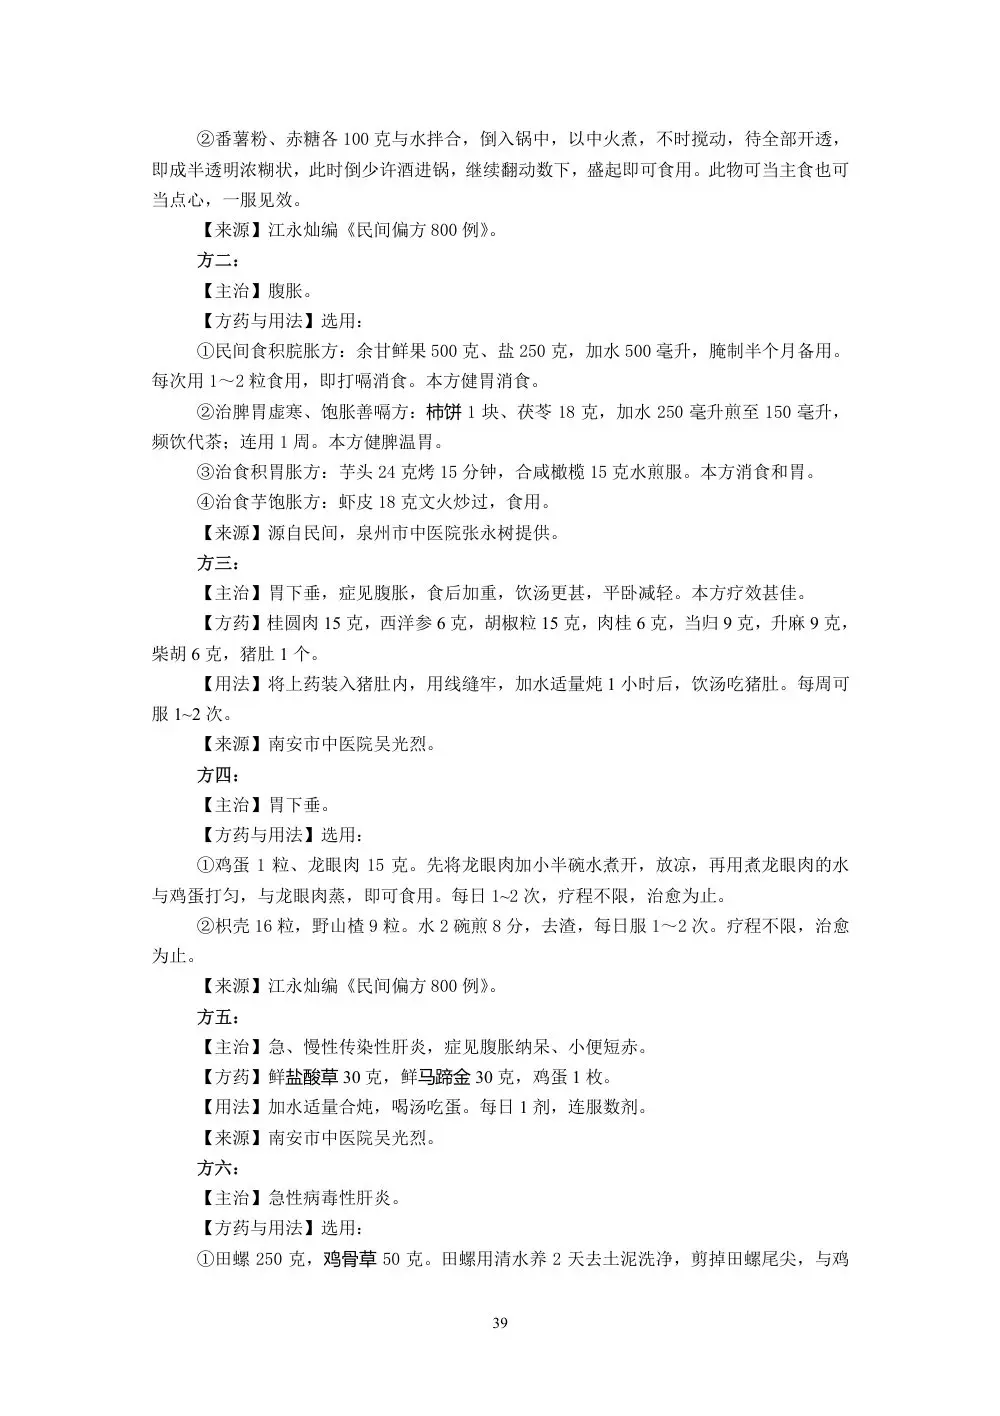 ②番薯粉、赤糖各 100 克与水拌合，倒入锅中，以中火煮，不时搅动，待全部开透，
即成半透明浓糊状，此时倒少许酒进锅，继续翻动数下，盛起即可食用。此物可当主食也可
当点心，一服见效。
【来源】江永灿编《民间偏方 800 例》。
方二：
【主治】腹胀。
【方药与用法】选用：
①民间食积脘胀方：余甘鲜果 500 克、盐 250 克，加水 500 毫升，腌制半个月备用。
每次用 1～2 粒食用，即打嗝消食。本方健胃消食。
②治脾胃虚寒、饱胀善嗝方：柿饼 1 块、茯苓 18 克，加水 250 毫升煎至 150 毫升，
频饮代茶；连用 1 周。本方健脾温胃。
③治食积胃胀方：芋头 24 克烤 15 分钟，合咸橄榄 15 克水煎服。本方消食和胃。
④治食芋饱胀方：虾皮 18 克文火炒过，食用。
【来源】源自民间，泉州市中医院张永树提供。
方三：
【主治】胃下垂，症见腹胀，食后加重，饮汤更甚，平卧减轻。本方疗效甚佳。
【方药】桂圆肉 15 克，西洋参 6 克，胡椒粒 15 克，肉桂 6 克，当归 9 克，升麻 9 克，
柴胡 6 克，猪肚 1 个。
【用法】将上药装入猪肚内，用线缝牢，加水适量炖 1 小时后，饮汤吃猪肚。每周可
服 1~2 次。
【来源】南安市中医院吴光烈。
方四：
【主治】胃下垂。
【方药与用法】选用：
①鸡蛋 1 粒、龙眼肉 15 克。先将龙眼肉加小半碗水煮开，放凉，再用煮龙眼肉的水
与鸡蛋打匀，与龙眼肉蒸，即可食用。每日 1~2 次，疗程不限，治愈为止。
②枳壳 16 粒，野山楂 9 粒。水 2 碗煎 8 分，去渣，每日服 1～2 次。疗程不限，治愈
为止。
【来源】江永灿编《民间偏方 800 例》。
方五：
【主治】急、慢性传染性肝炎，症见腹胀纳呆、小便短赤。
【方药】鲜盐酸草 30 克，鲜马蹄金 30 克，鸡蛋 1 枚。
【用法】加水适量合炖，喝汤吃蛋。每日 1 剂，连服数剂。
【来源】南安市中医院吴光烈。
方六：
【主治】急性病毒性肝炎。
【方药与用法】选用：
①田螺 250 克，鸡骨草 50 克。田螺用清水养 2 天去土泥洗净，剪掉田螺尾尖，与鸡
39